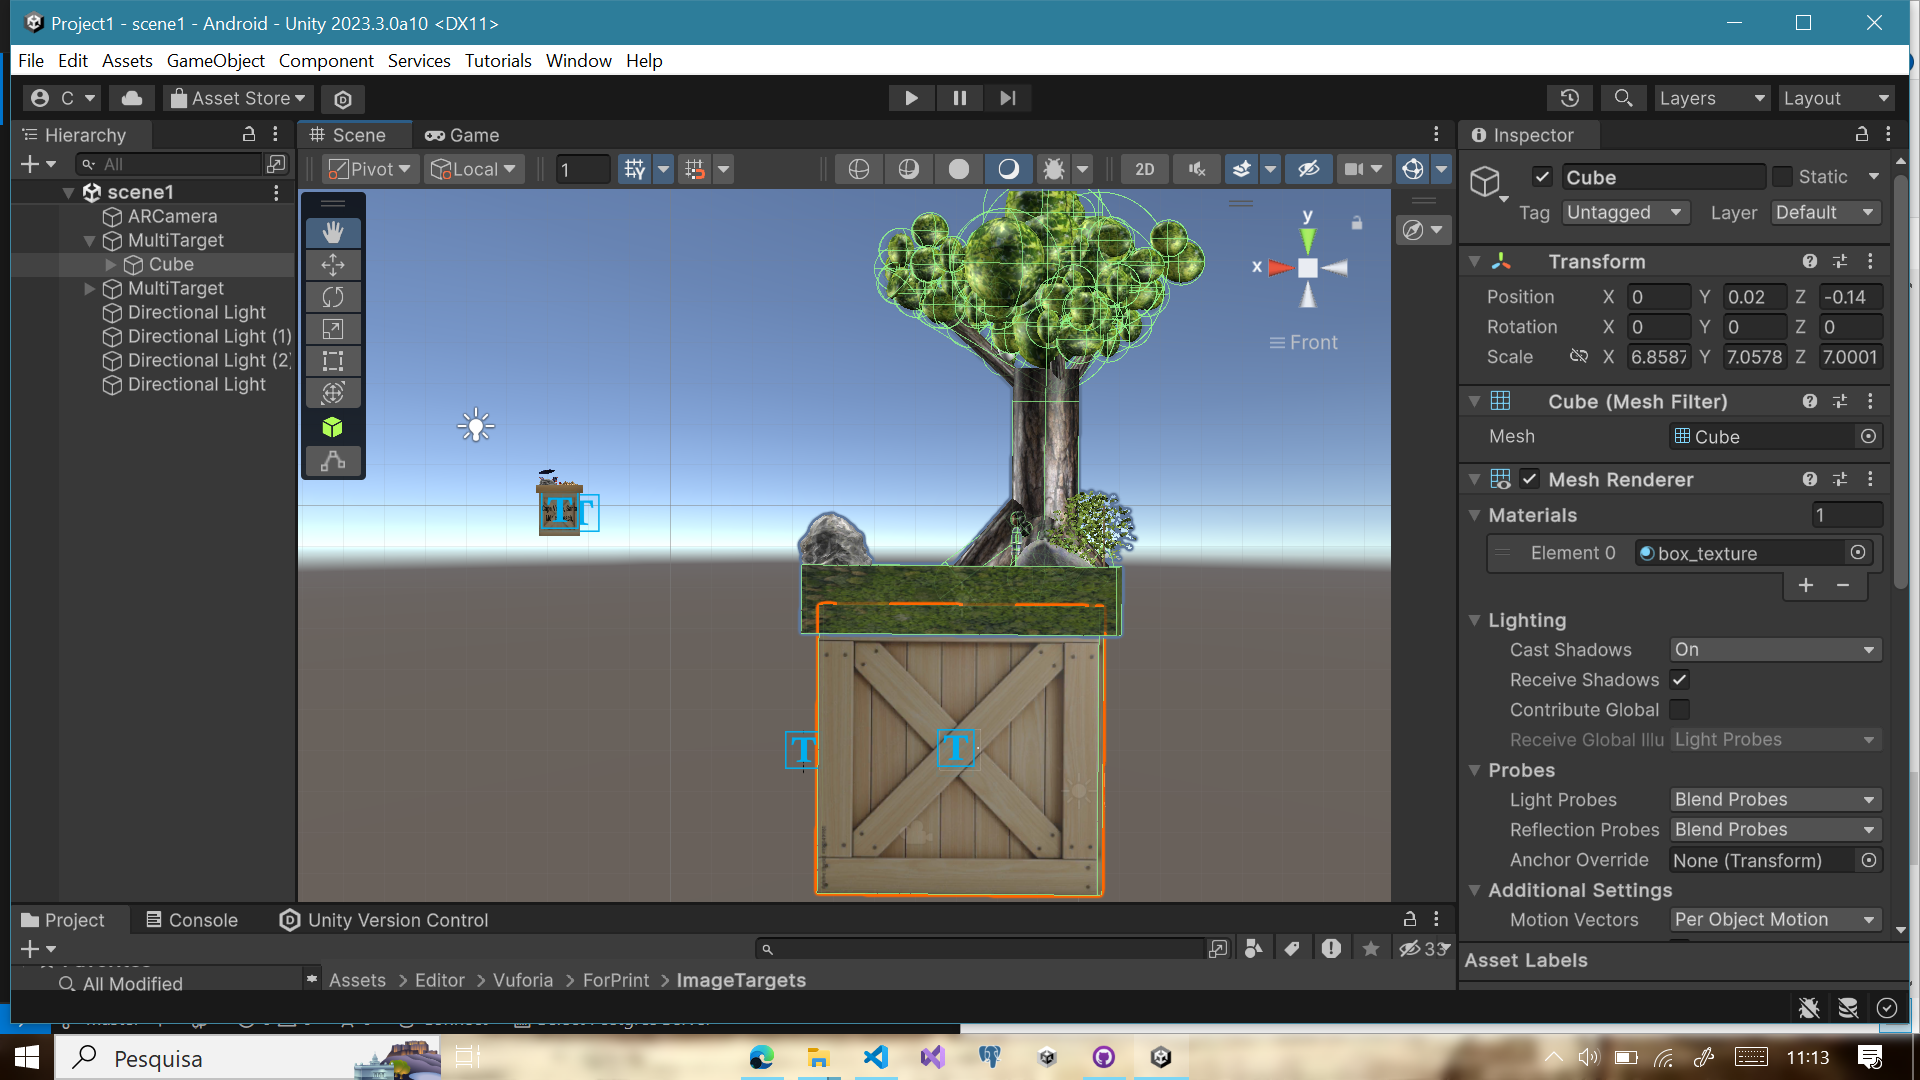 Project1 - scene1 - Android - Unity 2023.3.0a10 <DX11>
File Edit Assets GameObject Component Services Tutorials Window Help
C Asset Store Layers Layout
Hierarchy
All
scene1
ARCamera
MultiTarget
Cube
MultiTarget
Directional Light
Directional Light (1)
Directional Light (2)
Directional Light
Scene Game
Pivot Local 1 2D
y
x
Front
T
T
T
T
Inspector
Cube Static
Tag Untagged Layer Default
Transform
Position X 0 Y 0.02 Z -0.14
Rotation X 0 Y 0 Z 0
Scale X 6.8587 Y 7.0578 Z 7.0001
Cube (Mesh Filter)
Mesh Cube
Mesh Renderer
Materials 1
Element 0 box_texture
Lighting
Cast Shadows On
Receive Shadows
Contribute Global
Receive Global Illu Light Probes
Probes
Light Probes Blend Probes
Reflection Probes Blend Probes
Anchor Override None (Transform)
Additional Settings
Motion Vectors Per Object Motion
Asset Labels
Project Console Unity Version Control
33
All Modified
Assets > Editor > Vuforia > ForPrint > ImageTargets
Pesquisa
11:13